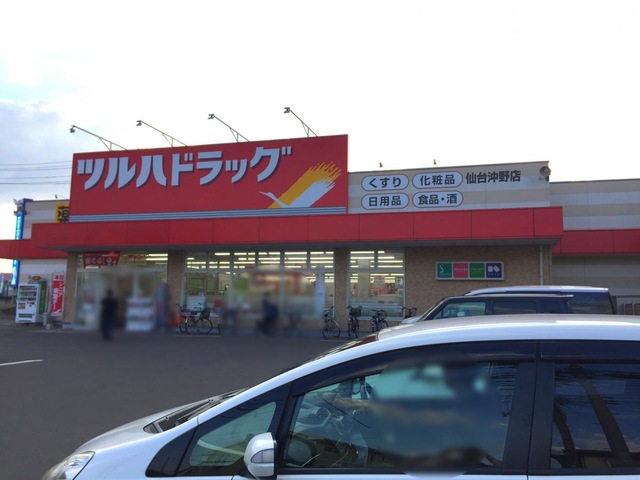 ツルハドラッグ
くすり 化粧品 仙台沖野店
日用品 食品・酒